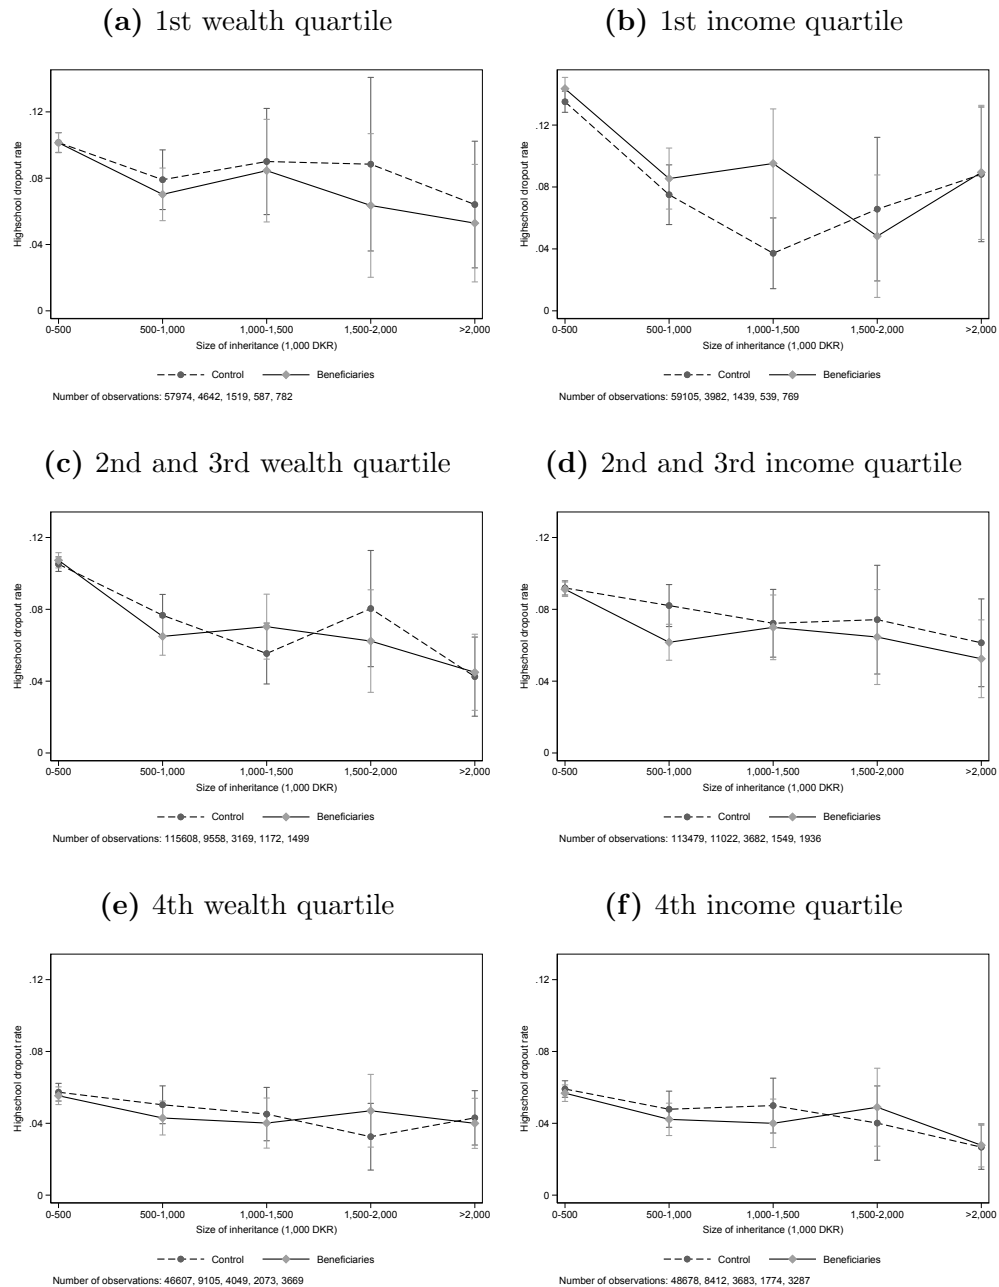 (a) 1st wealth quartile
Highschool dropout rate
.12
.08
.04
0
0-500 500-1,000 1,000-1,500 1,500-2,000 >2,000
Size of inheritance (1,000 DKR)
Control Beneficiaries
Number of observations: 57974, 4642, 1519, 587, 782
(b) 1st income quartile
Highschool dropout rate
.12
.08
.04
0
0-500 500-1,000 1,000-1,500 1,500-2,000 >2,000
Size of inheritance (1,000 DKR)
Control Beneficiaries
Number of observations: 59105, 3982, 1439, 539, 769
(c) 2nd and 3rd wealth quartile
Highschool dropout rate
.12
.08
.04
0
0-500 500-1,000 1,000-1,500 1,500-2,000 >2,000
Size of inheritance (1,000 DKR)
Control Beneficiaries
Number of observations: 115608, 9558, 3169, 1172, 1499
(d) 2nd and 3rd income quartile
Highschool dropout rate
.12
.08
.04
0
0-500 500-1,000 1,000-1,500 1,500-2,000 >2,000
Size of inheritance (1,000 DKR)
Control Beneficiaries
Number of observations: 113479, 11022, 3682, 1549, 1936
(e) 4th wealth quartile
Highschool dropout rate
.12
.08
.04
0
0-500 500-1,000 1,000-1,500 1,500-2,000 >2,000
Size of inheritance (1,000 DKR)
Control Beneficiaries
Number of observations: 46607, 9105, 4049, 2073, 3669
(f) 4th income quartile
Highschool dropout rate
.12
.08
.04
0
0-500 500-1,000 1,000-1,500 1,500-2,000 >2,000
Size of inheritance (1,000 DKR)
Control Beneficiaries
Number of observations: 48678, 8412, 3683, 1774, 3287